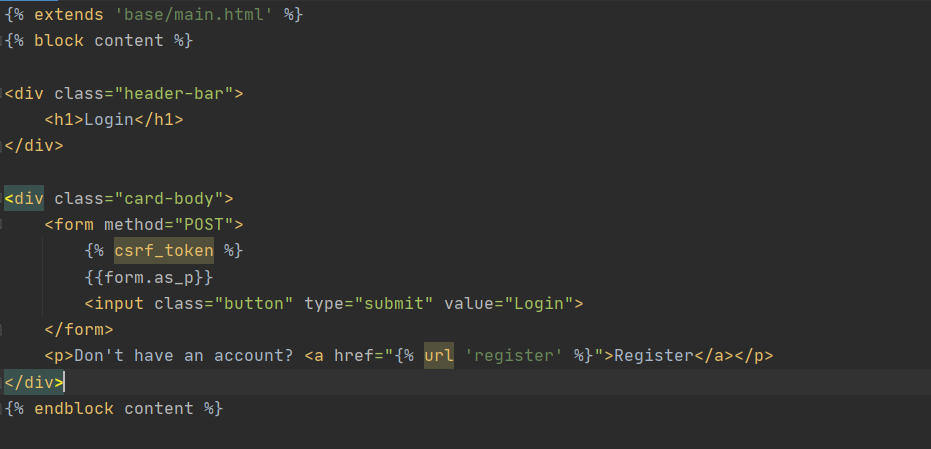 {% extends 'base/main.html' %}
{% block content %}
<div class="header-bar">
<h1>Login</h1>
</div>
<div class="card-body">
<form method="POST">
{% csrf_token %}
{{form.as_p}}
<input class="button" type="submit" value="Login">
</form>
<p>Don't have an account? <a href="{% url 'register' %}">Register</a></p>
</div>
{% endblock content %}